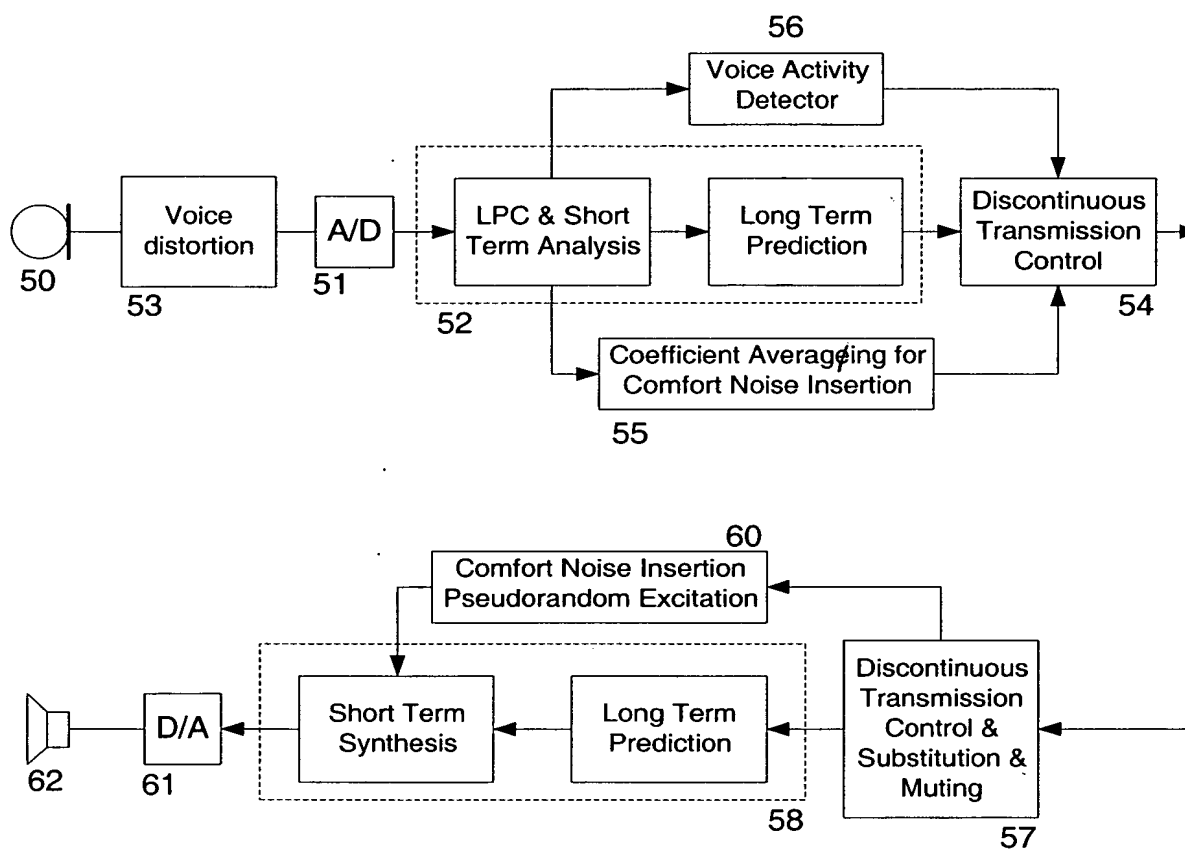 56
Voice Activity
Detector
Voice
distortion
A/D
LPC & Short
Term Analysis
Long Term
Prediction
Discontinuous
Transmission
Control
50
53
51
52
54
Coefficient Averageing for
Comfort Noise Insertion
55
60
Comfort Noise Insertion
Pseudorandom Excitation
Discontinuous
Transmission
Control &
Substitution &
Muting
D/A
Short Term
Synthesis
Long Term
Prediction
62
61
58
57